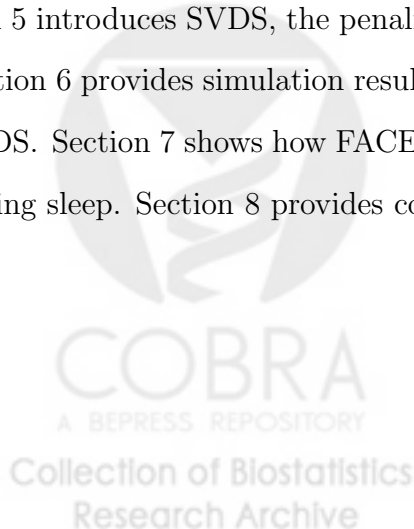 5 introduces SVDS, the penali
tion 6 provides simulation resul
DS. Section 7 shows how FACE
ing sleep. Section 8 provides co
COBRA
A BEPRESS REPOSITORY
Collection of Biostatistics
Research Archive